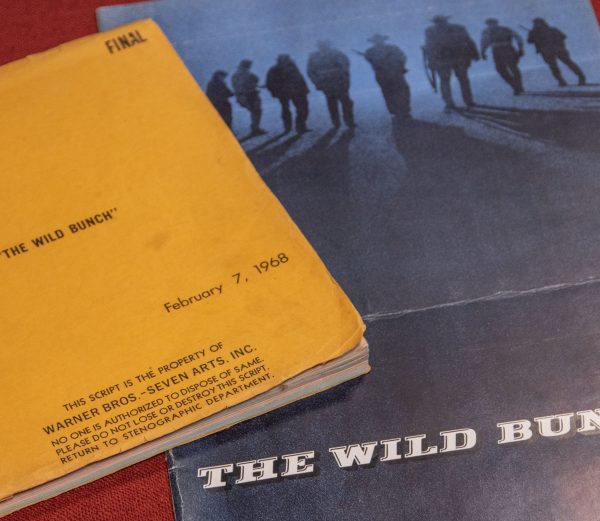 FINAL
"THE WILD BUNCH"
February 7, 1968
THIS SCRIPT IS THE PROPERTY OF
WARNER BROS.-SEVEN ARTS, INC.
NO ONE IS AUTHORIZED TO DISPOSE OF SAME.
PLEASE DO NOT LOSE OR DESTROY THIS SCRIPT.
RETURN TO STENOGRAPHIC DEPARTMENT.
THE WILD BUN